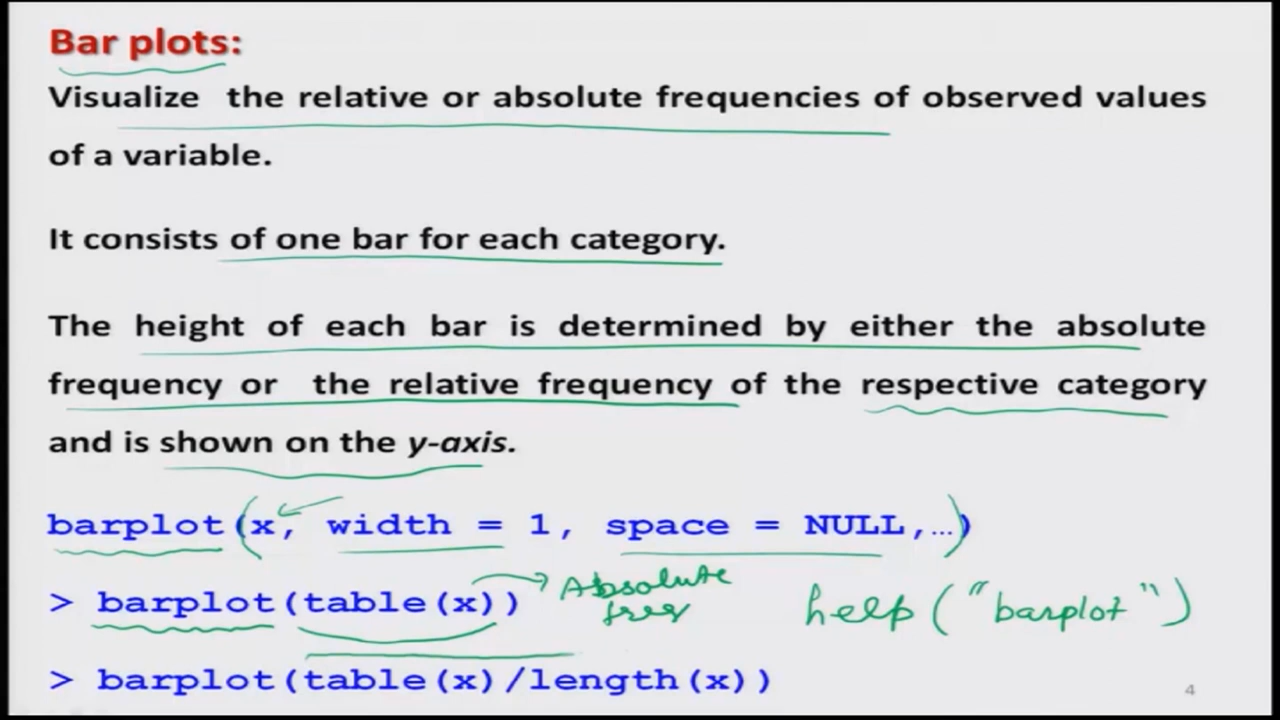 Bar plots:
Visualize the relative or absolute frequencies of observed values
of a variable.
It consists of one bar for each category.
The height of each bar is determined by either the absolute
frequency or the relative frequency of the respective category
and is shown on the y-axis.
barplot(x, width = 1, space = NULL,…)
> barplot(table(x)) Absolute
freq
help ("barplot")
> barplot(table(x)/length(x))
4